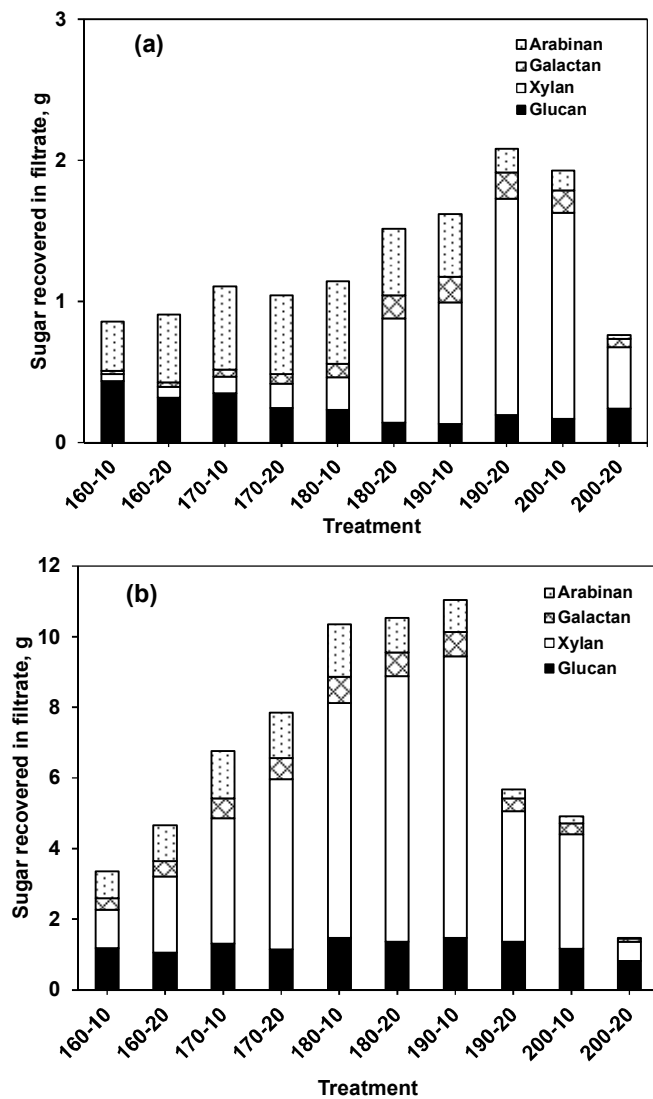 (a)
Arabinan
Galactan
Xylan
Glucan
Sugar recovered in filtrate, g
3
2
1
0
160-10
160-20
170-10
170-20
180-10
180-20
190-10
190-20
200-10
200-20
Treatment
(b)
Arabinan
Galactan
Xylan
Glucan
Sugar recovered in filtrate, g
12
10
8
6
4
2
0
160-10
160-20
170-10
170-20
180-10
180-20
190-10
190-20
200-10
200-20
Treatment